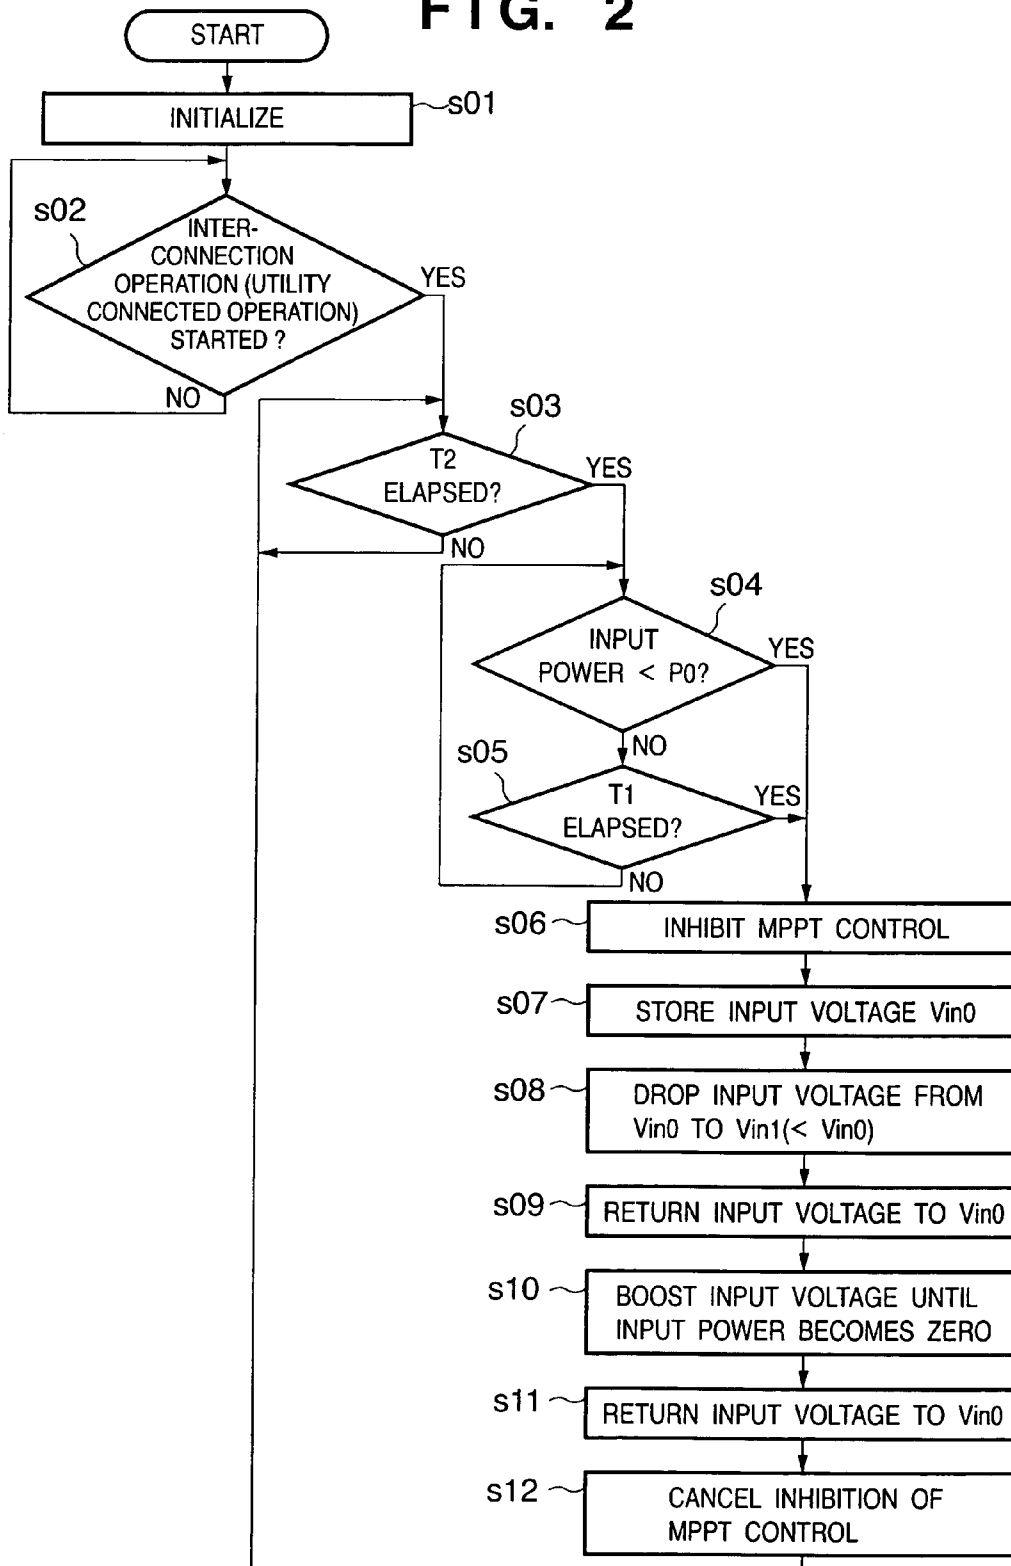 FIG. 2
START
INITIALIZE
s01
s02
INTER-
CONNECTION
OPERATION (UTILITY
CONNECTED OPERATION)
STARTED ?
YES
NO
s03
T2
ELAPSED?
YES
NO
s04
INPUT
POWER < P0?
YES
NO
s05
T1
ELAPSED?
YES
NO
s06
INHIBIT MPPT CONTROL
s07
STORE INPUT VOLTAGE Vin0
s08
DROP INPUT VOLTAGE FROM
Vin0 TO Vin1(< Vin0)
s09
RETURN INPUT VOLTAGE TO Vin0
s10
BOOST INPUT VOLTAGE UNTIL
INPUT POWER BECOMES ZERO
s11
RETURN INPUT VOLTAGE TO Vin0
s12
CANCEL INHIBITION OF
MPPT CONTROL